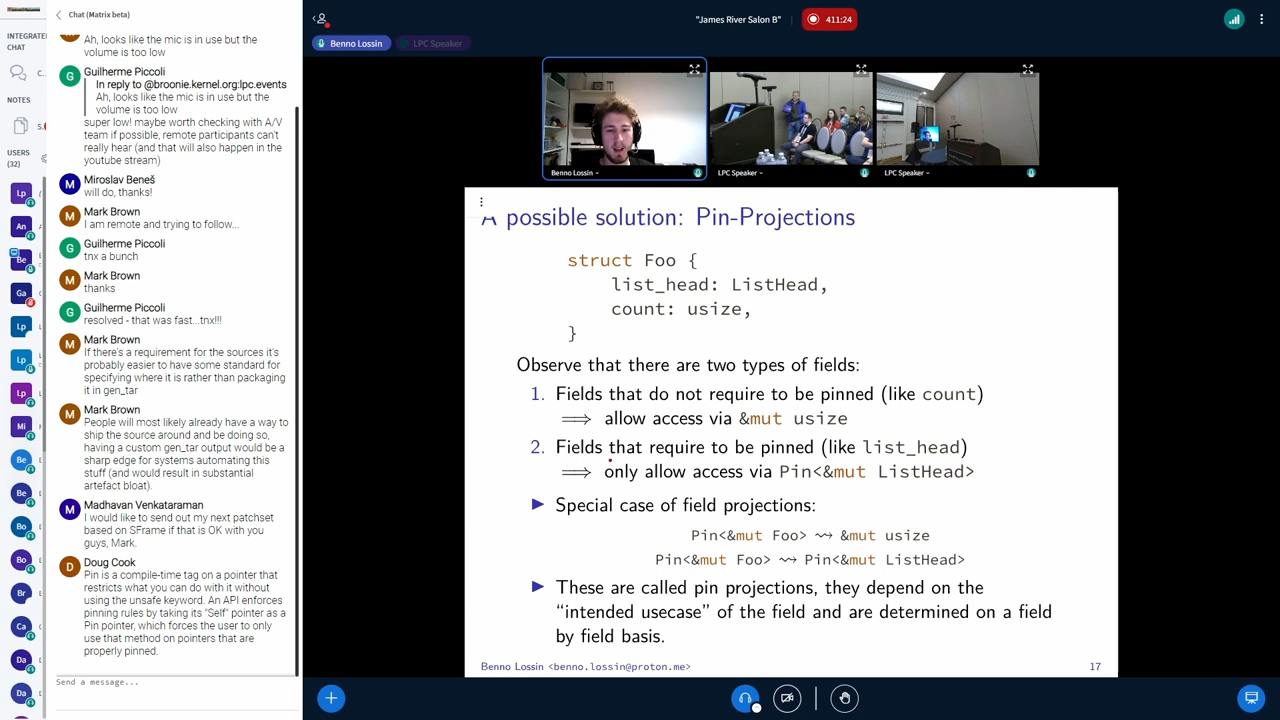 Chat (Matrix beta)
INTEGRATE
CHAT
C..
NOTES
S.
USERS
(32)
Lp
An
Be
Ga
Lp
Lp
Lp
Mi
Be
Be
Bo
Bo
Br
Ca
Da
Da
Ah, looks like the mic is in use but the
volume is too low
G
Guilherme Piccoli
In reply to @broonie.kernel.org:lpc.events
Ah, looks like the mic is in use but the
volume is too low
super low! maybe worth checking with A/V
team if possible, remote participants can't
really hear (and that will also happen in the
youtube stream)
M
Miroslav Beneš
will do, thanks!
M
Mark Brown
I am remote and trying to follow...
G
Guilherme Piccoli
tnx a bunch
M
Mark Brown
thanks
G
Guilherme Piccoli
resolved - that was fast...tnx!!!
M
Mark Brown
If there's a requirement for the sources it's
probably easier to have some standard for
specifying where it is rather than packaging
it in gen_tar
M
Mark Brown
People will most likely already have a way to
ship the source around and be doing so,
having a custom gen_tar output would be a
sharp edge for systems automating this
stuff (and would result in substantial
artefact bloat).
M
Madhavan Venkataraman
I would like to send out my next patchset
based on SFrame if that is OK with you
guys, Mark.
D
Doug Cook
Pin is a compile-time tag on a pointer that
restricts what you can do with it without
using the unsafe keyword. An API enforces
pinning rules by taking its "Self" pointer as a
Pin pointer, which forces the user to only
use that method on pointers that are
properly pinned.
Send a message...
"James River Salon B"
411:24
Benno Lossin
LPC Speaker
Benno Lossin
LPC Speaker
LPC Speaker
A possible solution: Pin-Projections
struct Foo {
list_head: ListHead,
count: usize,
}
Observe that there are two types of fields:
1. Fields that do not require to be pinned (like count)
⟹ allow access via &mut usize
2. Fields that require to be pinned (like list_head)
⟹ only allow access via Pin<&mut ListHead>
▶ Special case of field projections:
Pin<&mut Foo> ⇝ &mut usize
Pin<&mut Foo> ⇝ Pin<&mut ListHead>
▶ These are called pin projections, they depend on the
“intended usecase” of the field and are determined on a field
by field basis.
Benno Lossin <benno.lossin@proton.me>
17